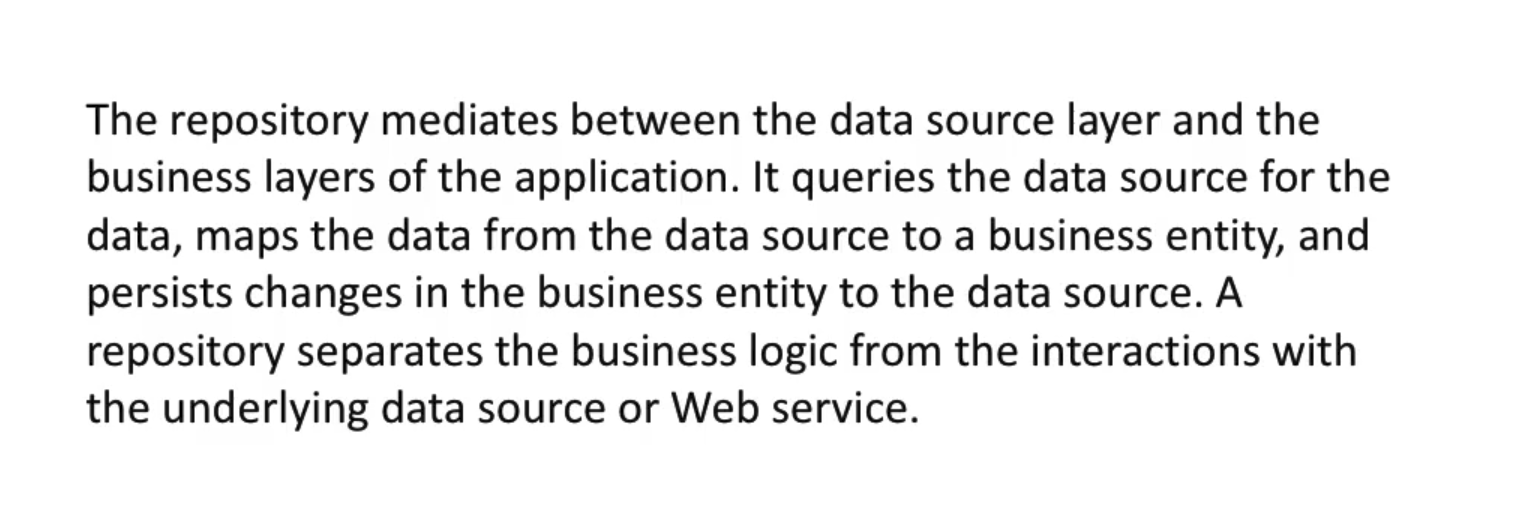 The repository mediates between the data source layer and the
business layers of the application. It queries the data source for the
data, maps the data from the data source to a business entity, and
persists changes in the business entity to the data source. A
repository separates the business logic from the interactions with
the underlying data source or Web service.